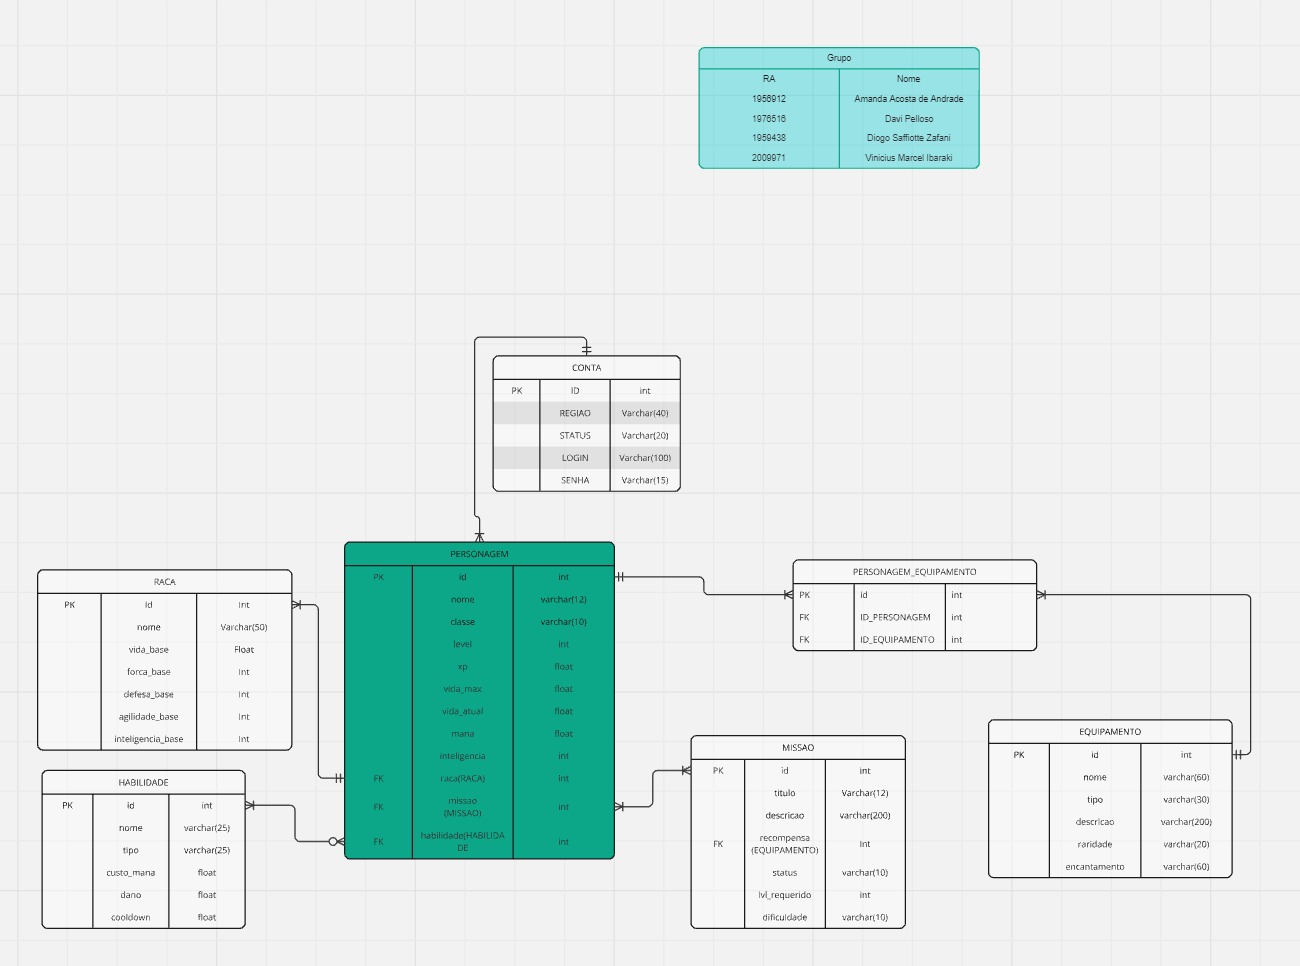 Grupo
RA Nome
1956912 Amanda Acosta de Andrade
1976516 Davi Pelloso
1959438 Diogo Saffiotte Zafani
2009971 Vinicius Marcel Ibaraki
CONTA
PK ID int
REGIAO Varchar(40)
STATUS Varchar(20)
LOGIN Varchar(100)
SENHA Varchar(15)
PERSONAGEM
PK id int
nome varchar(12)
classe varchar(10)
level int
xp float
vida_max float
vida_atual float
mana float
inteligencia int
FK raca(RACA) int
FK missao
(MISSAO) int
FK habilidade(HABILIDA
DE int
RACA
PK Id Int
nome Varchar(50)
vida_base Float
forca_base Int
defesa_base Int
agilidade_base Int
inteligencia_base Int
HABILIDADE
PK id int
nome varchar(25)
tipo varchar(25)
custo_mana float
dano float
cooldown float
PERSONAGEM_EQUIPAMENTO
PK id int
FK ID_PERSONAGEM int
FK ID_EQUIPAMENTO int
MISSAO
PK id int
titulo Varchar(12)
descricao varchar(200)
FK recompensa
(EQUIPAMENTO) Int
status varchar(10)
lvl_requerido int
dificuldade varchar(10)
EQUIPAMENTO
PK id int
nome varchar(60)
tipo varchar(30)
descricao varchar(200)
raridade varchar(20)
encantamento varchar(60)